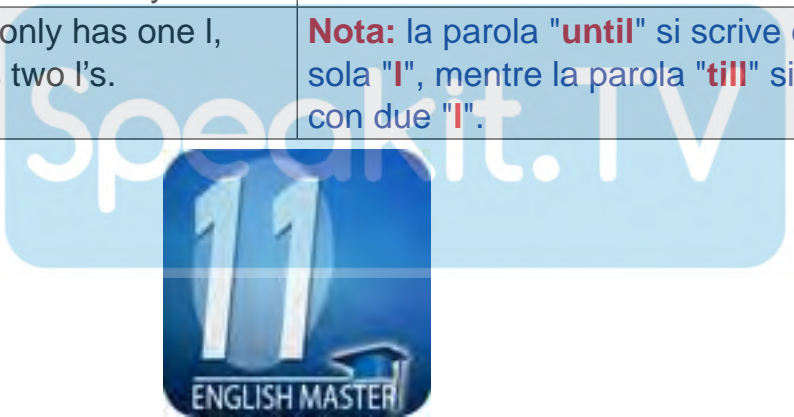 only has one l,
two l's.
Nota: la parola "until" si scrive
sola "l", mentre la parola "till" si
con due "l".
Speakit.TV
11
ENGLISH MASTER